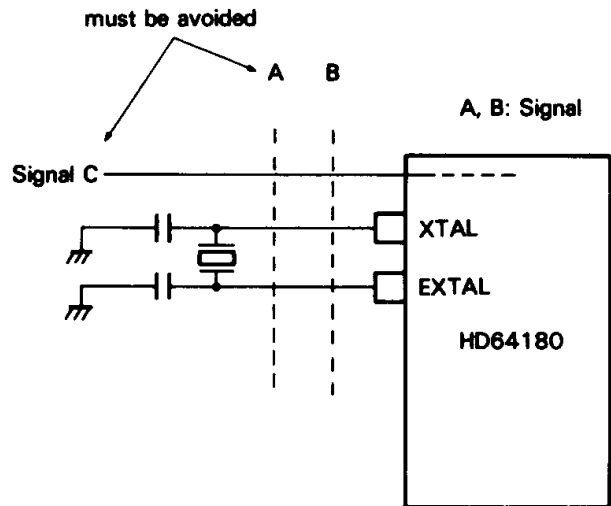 must be avoided
A B
A, B: Signal
Signal C
XTAL
EXTAL
HD64180